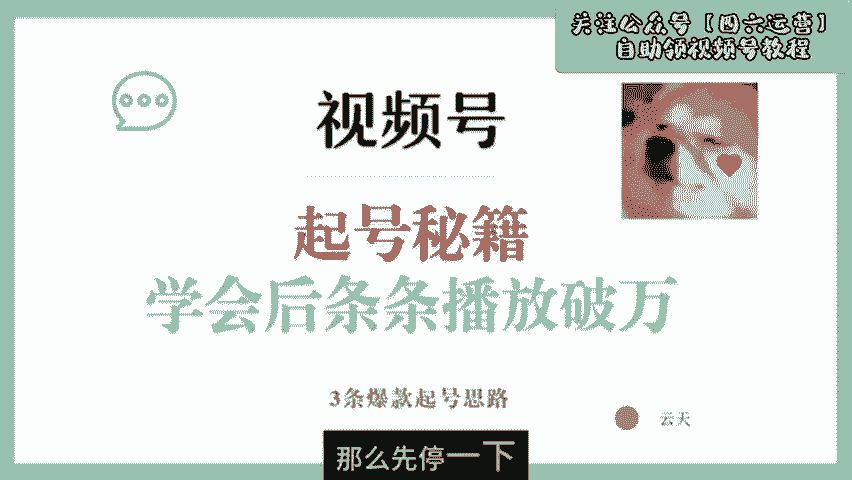 关注公众号【四六运营】
自助领视频号教程
视频号
起号秘籍
学会后条条播放破万
3条爆款起号思路
云天
那么先停一下